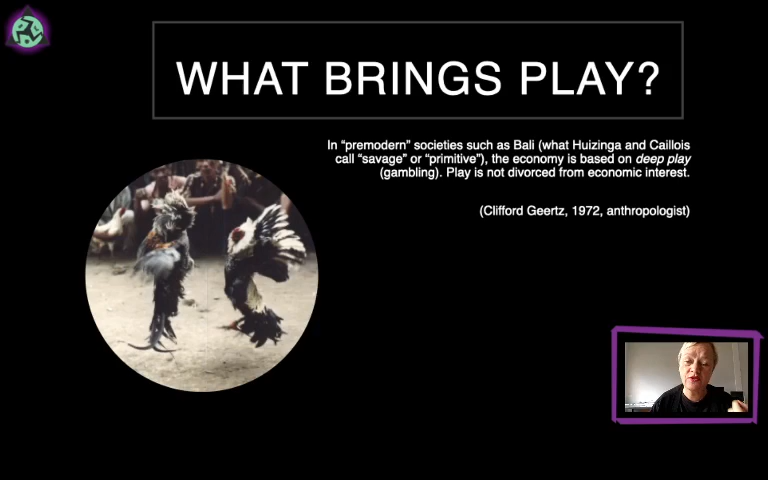 WHAT BRINGS PLAY?
In “premodern” societies such as Bali (what Huizinga and Caillois
call “savage” or “primitive”), the economy is based on deep play
(gambling). Play is not divorced from economic interest.
(Clifford Geertz, 1972, anthropologist)